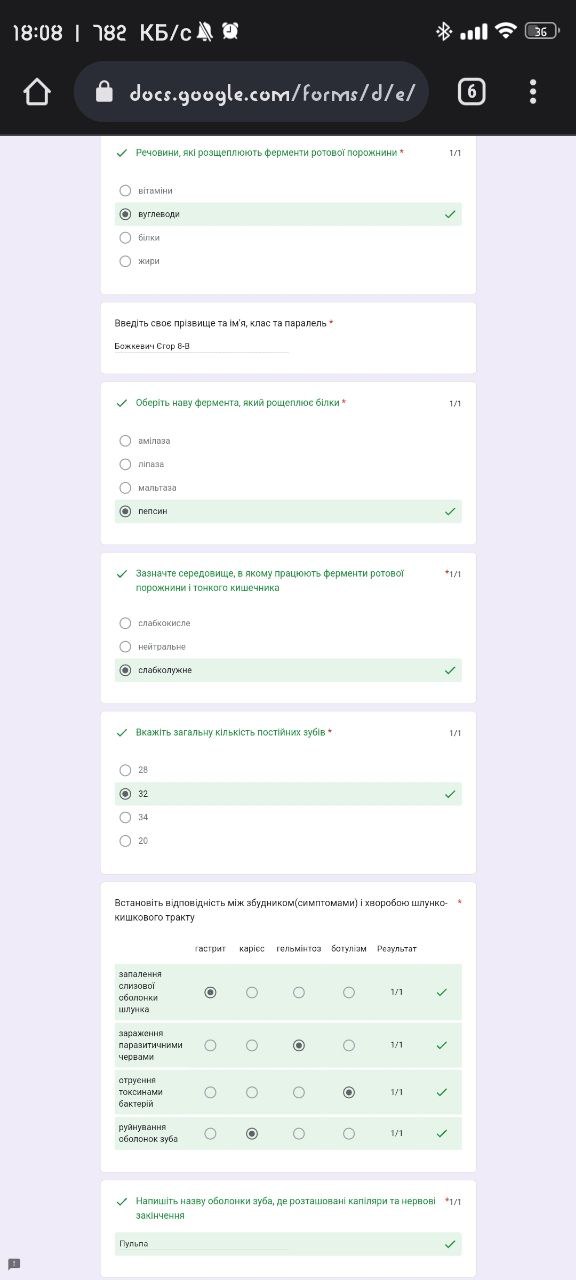 18:08 | 782 КБ/с
36
docs.google.com/forms/d/e/
6
Речовини, які розщеплюють ферменти ротової порожнини *
1/1
вітаміни
вуглеводи
білки
жири
Введіть своє прізвище та ім'я, клас та паралель *
Божкевич Єгор 8-В
Оберіть наву фермента, який рощеплює білки *
1/1
амілаза
ліпаза
мальтаза
пепсин
Зазначте середовище, в якому працюють ферменти ротової
порожнини і тонкого кишечника
*1/1
слабкокисле
нейтральне
слаболужне
Вкажіть загальну кількість постійних зубів *
1/1
28
32
34
20
Встановіть відповідність між збудником(симптомами) і хворобою шлунко-
кишкового тракту
*
гастрит карієс гельмінтоз ботулізм Результат
запалення
слизової
оболонки
шлунка
1/1
зараження
паразитичними
червами
1/1
отруєння
токсинами
бактерій
1/1
руйнування
оболонок зуба
1/1
Напишіть назву оболонки зуба, де розташовані капіляри та нервові
закінчення
*1/1
Пульпа